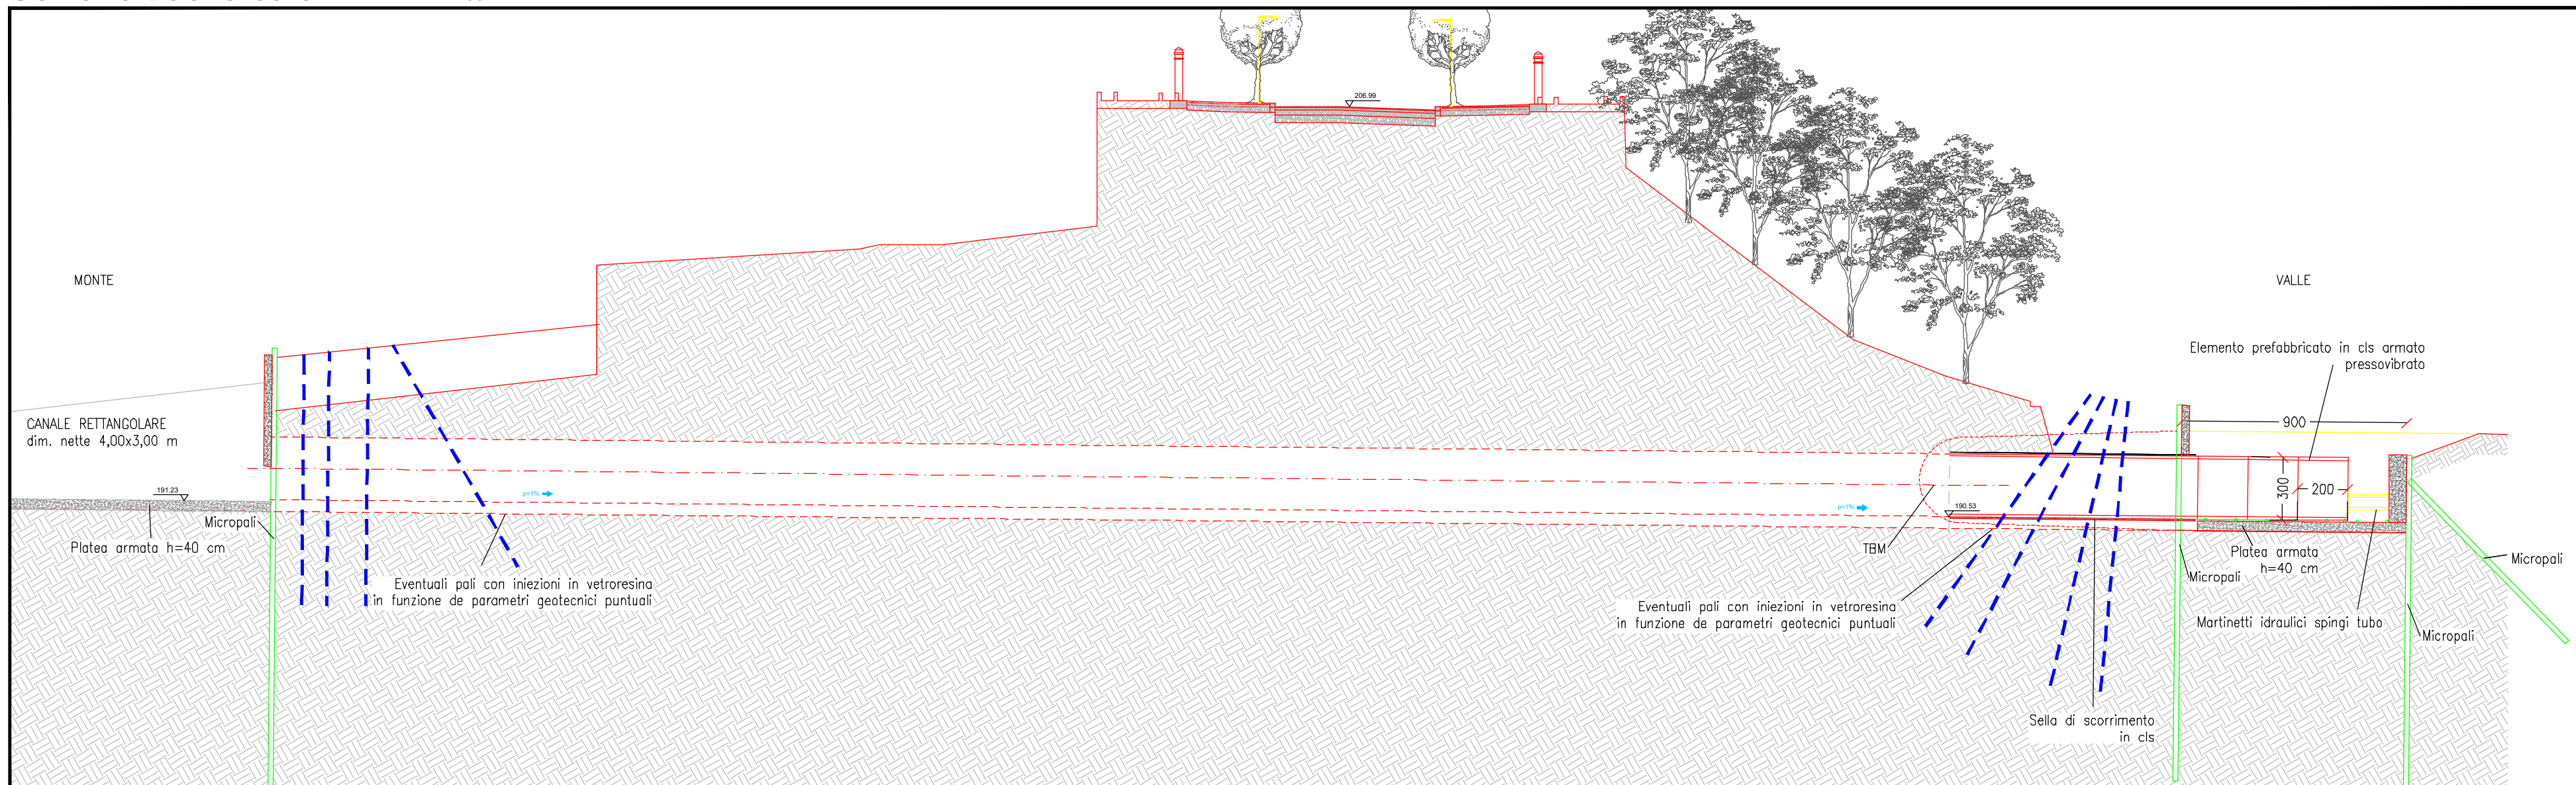 206.99
MONTE
VALLE
Elemento prefabbricato in cls armato
pressovibrato
CANALE RETTANGOLARE
dim. nette 4,00x3,00 m
900
300
200
191.23
p=1%
p=1%
190.53
Micropali
Platea armata h=40 cm
TBM
Platea armata
h=40 cm
Micropali
Micropali
Eventuali pali con iniezioni in vetroresina
in funzione de parametri geotecnici puntuali
Eventuali pali con iniezioni in vetroresina
in funzione de parametri geotecnici puntuali
Martinetti idraulici spingi tubo
Micropali
Sella di scorrimento
in cls